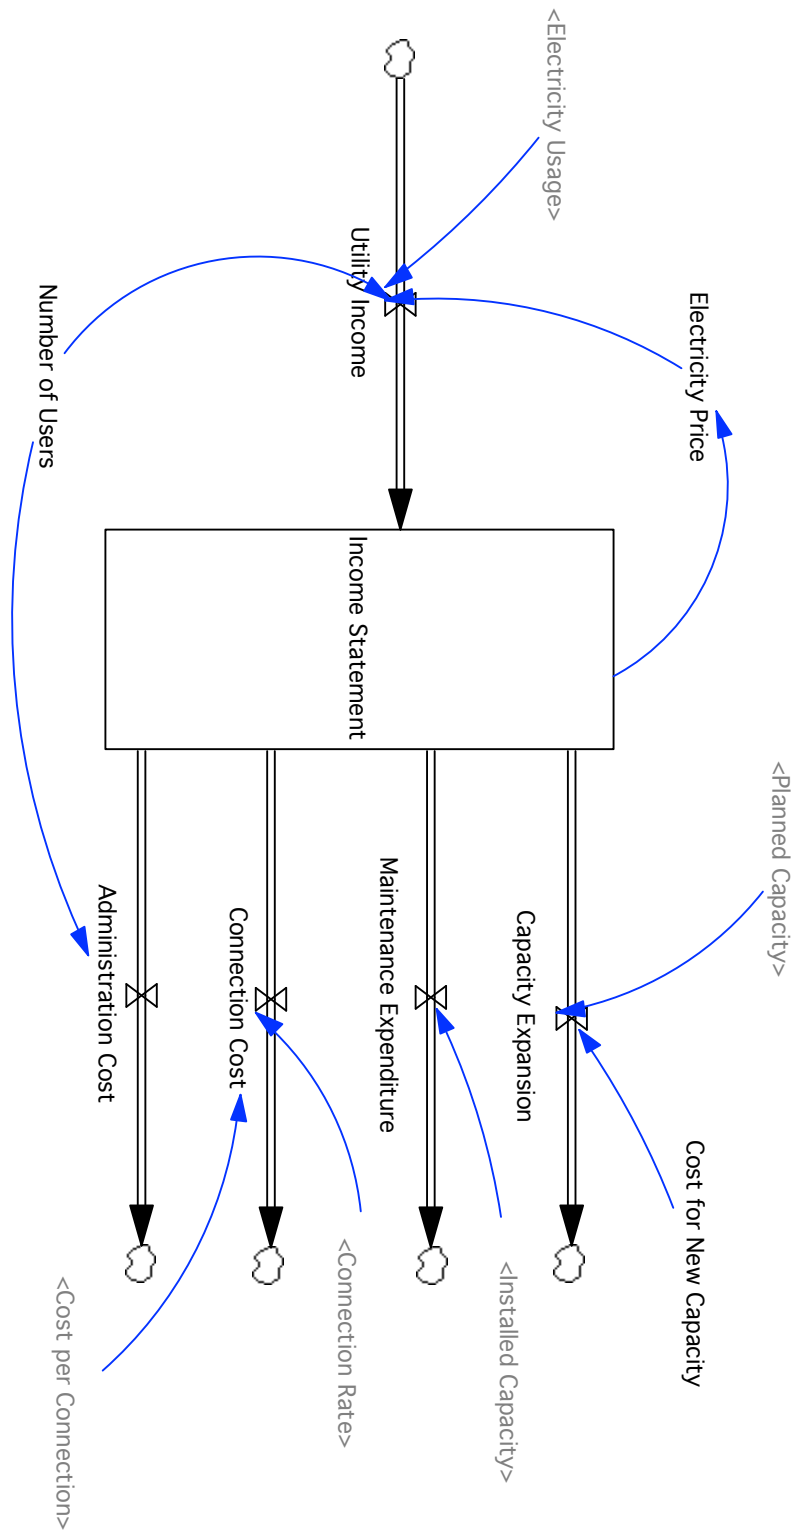 <Planned Capacity>
Electricity Price
Cost for New Capacity
<Electricity Usage>
Capacity Expansion
<Installed Capacity>
Maintenance Expenditure
Utility Income
Income Statement
<Connection Rate>
Connection Cost
Administration Cost
<Cost per Connection>
Number of Users